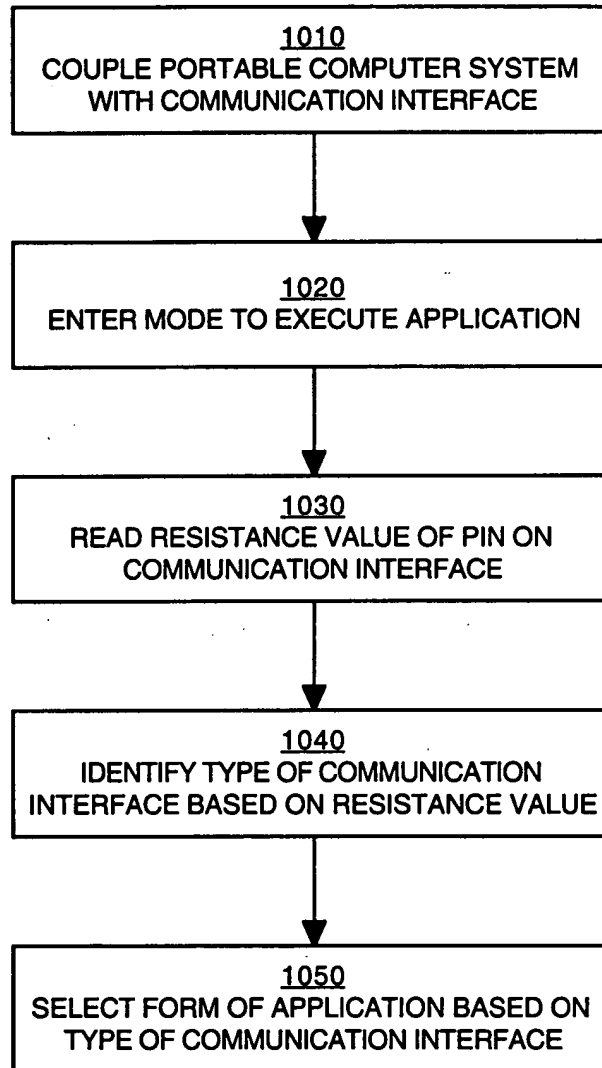 1010
COUPLE PORTABLE COMPUTER SYSTEM
WITH COMMUNICATION INTERFACE
1020
ENTER MODE TO EXECUTE APPLICATION
1030
READ RESISTANCE VALUE OF PIN ON
COMMUNICATION INTERFACE
1040
IDENTIFY TYPE OF COMMUNICATION
INTERFACE BASED ON RESISTANCE VALUE
1050
SELECT FORM OF APPLICATION BASED ON
TYPE OF COMMUNICATION INTERFACE